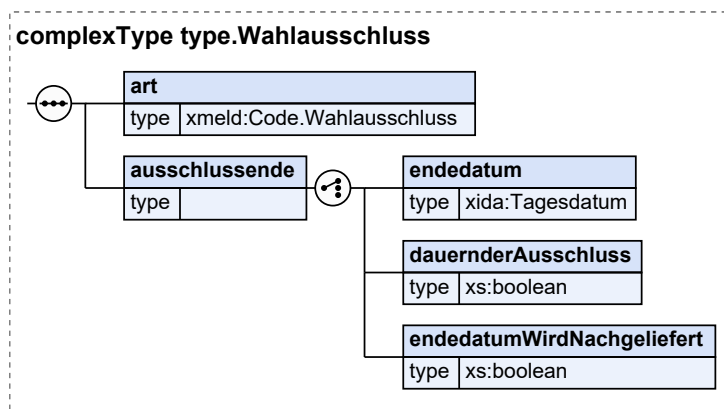 complexType type.Wahlausschluss
art
type xmeld:Code.Wahlausschluss
ausschlussende
type
endedatum
type xida:Tagesdatum
dauernderAusschluss
type xs:boolean
endedatumWirdNachgeliefert
type xs:boolean